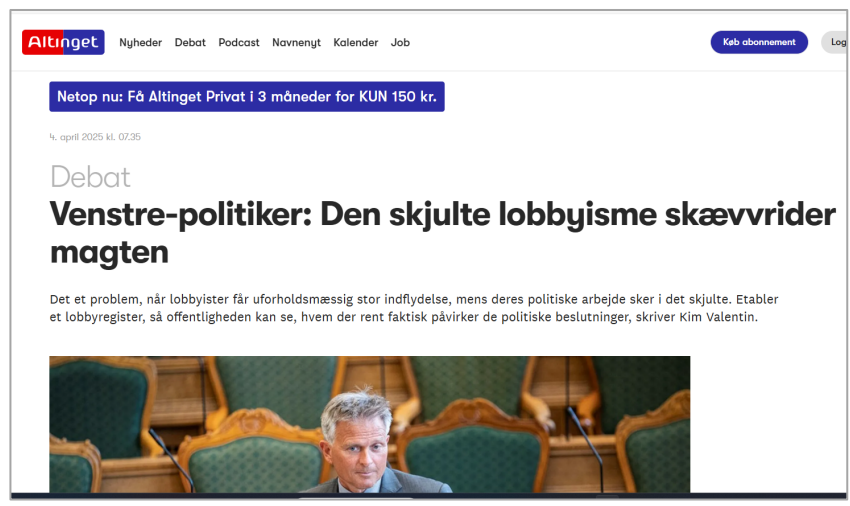 Altinget
Nyheder Debat Podcast Navnenyt Kalender Job
Køb abonnement
Log
Netop nu: Få Altinget Privat i 3 måneder for KUN 150 kr.
4. april 2025 kl. 07.35
Debat
Venstre-politiker: Den skjulte lobbyisme skævvrider
magten
Det et problem, når lobbyister får uforholdsmæssig stor indflydelse, mens deres politiske arbejde sker i det skjulte. Etabler
et lobbyregister, så offentligheden kan se, hvem der rent faktisk påvirker de politiske beslutninger, skriver Kim Valentin.